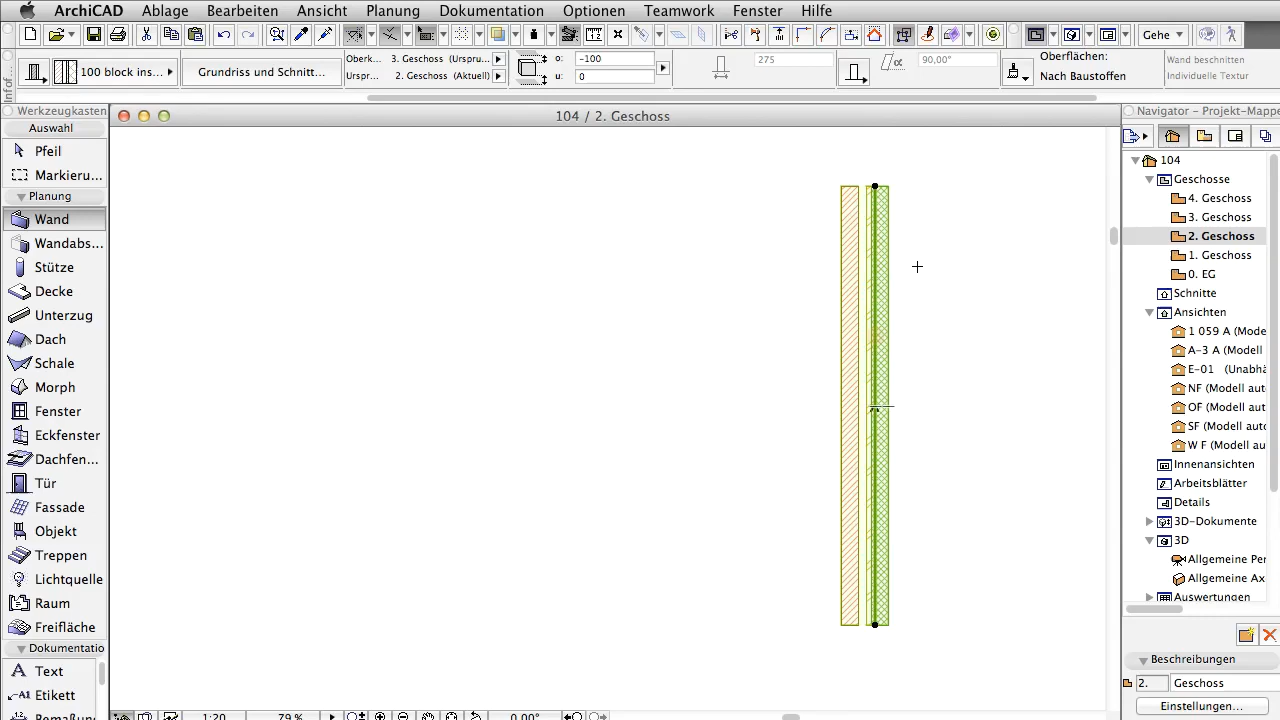 ArchiCAD Ablage Bearbeiten Ansicht Planung Dokumentation Optionen Teamwork Fenster Hilfe
Gehe
Infof...
100 block ins...
Grundriss und Schnitt...
Oberk... 3. Geschoss (Urspru...
Urspr... 2. Geschoss (Aktuell)
o: -100
u: 0
275
α 90,00°
Oberflächen:
Nach Baustoffen
Wand beschnitten
Individuelle Textur
Werkzeugkasten
104 / 2. Geschoss
Navigator - Projekt-Mappe
Auswahl
Pfeil
Markieru...
Planung
Wand
Wandabs...
Stütze
Decke
Unterzug
Dach
Schale
Morph
Fenster
Eckfenster
Dachfen...
Tür
Fassade
Objekt
Treppen
Lichtquelle
Raum
Freifläche
Dokumentatio
Text
A1 Etikett
Bemaßu...
104
Geschosse
4. Geschoss
3. Geschoss
2. Geschoss
1. Geschoss
0. EG
Schnitte
Ansichten
1 059 A (Mode
A-3 A (Modell
E-01 (Unabhä
NF (Modell aut
OF (Modell aut
SF (Modell auto
W F (Modell au
Innenansichten
Arbeitsblätter
Details
3D-Dokumente
3D
Allgemeine Per
Allgemeine Ax
Auswertungen
Beschreibungen
2. Geschoss
Einstellungen...
1:20 79 % 0,00°